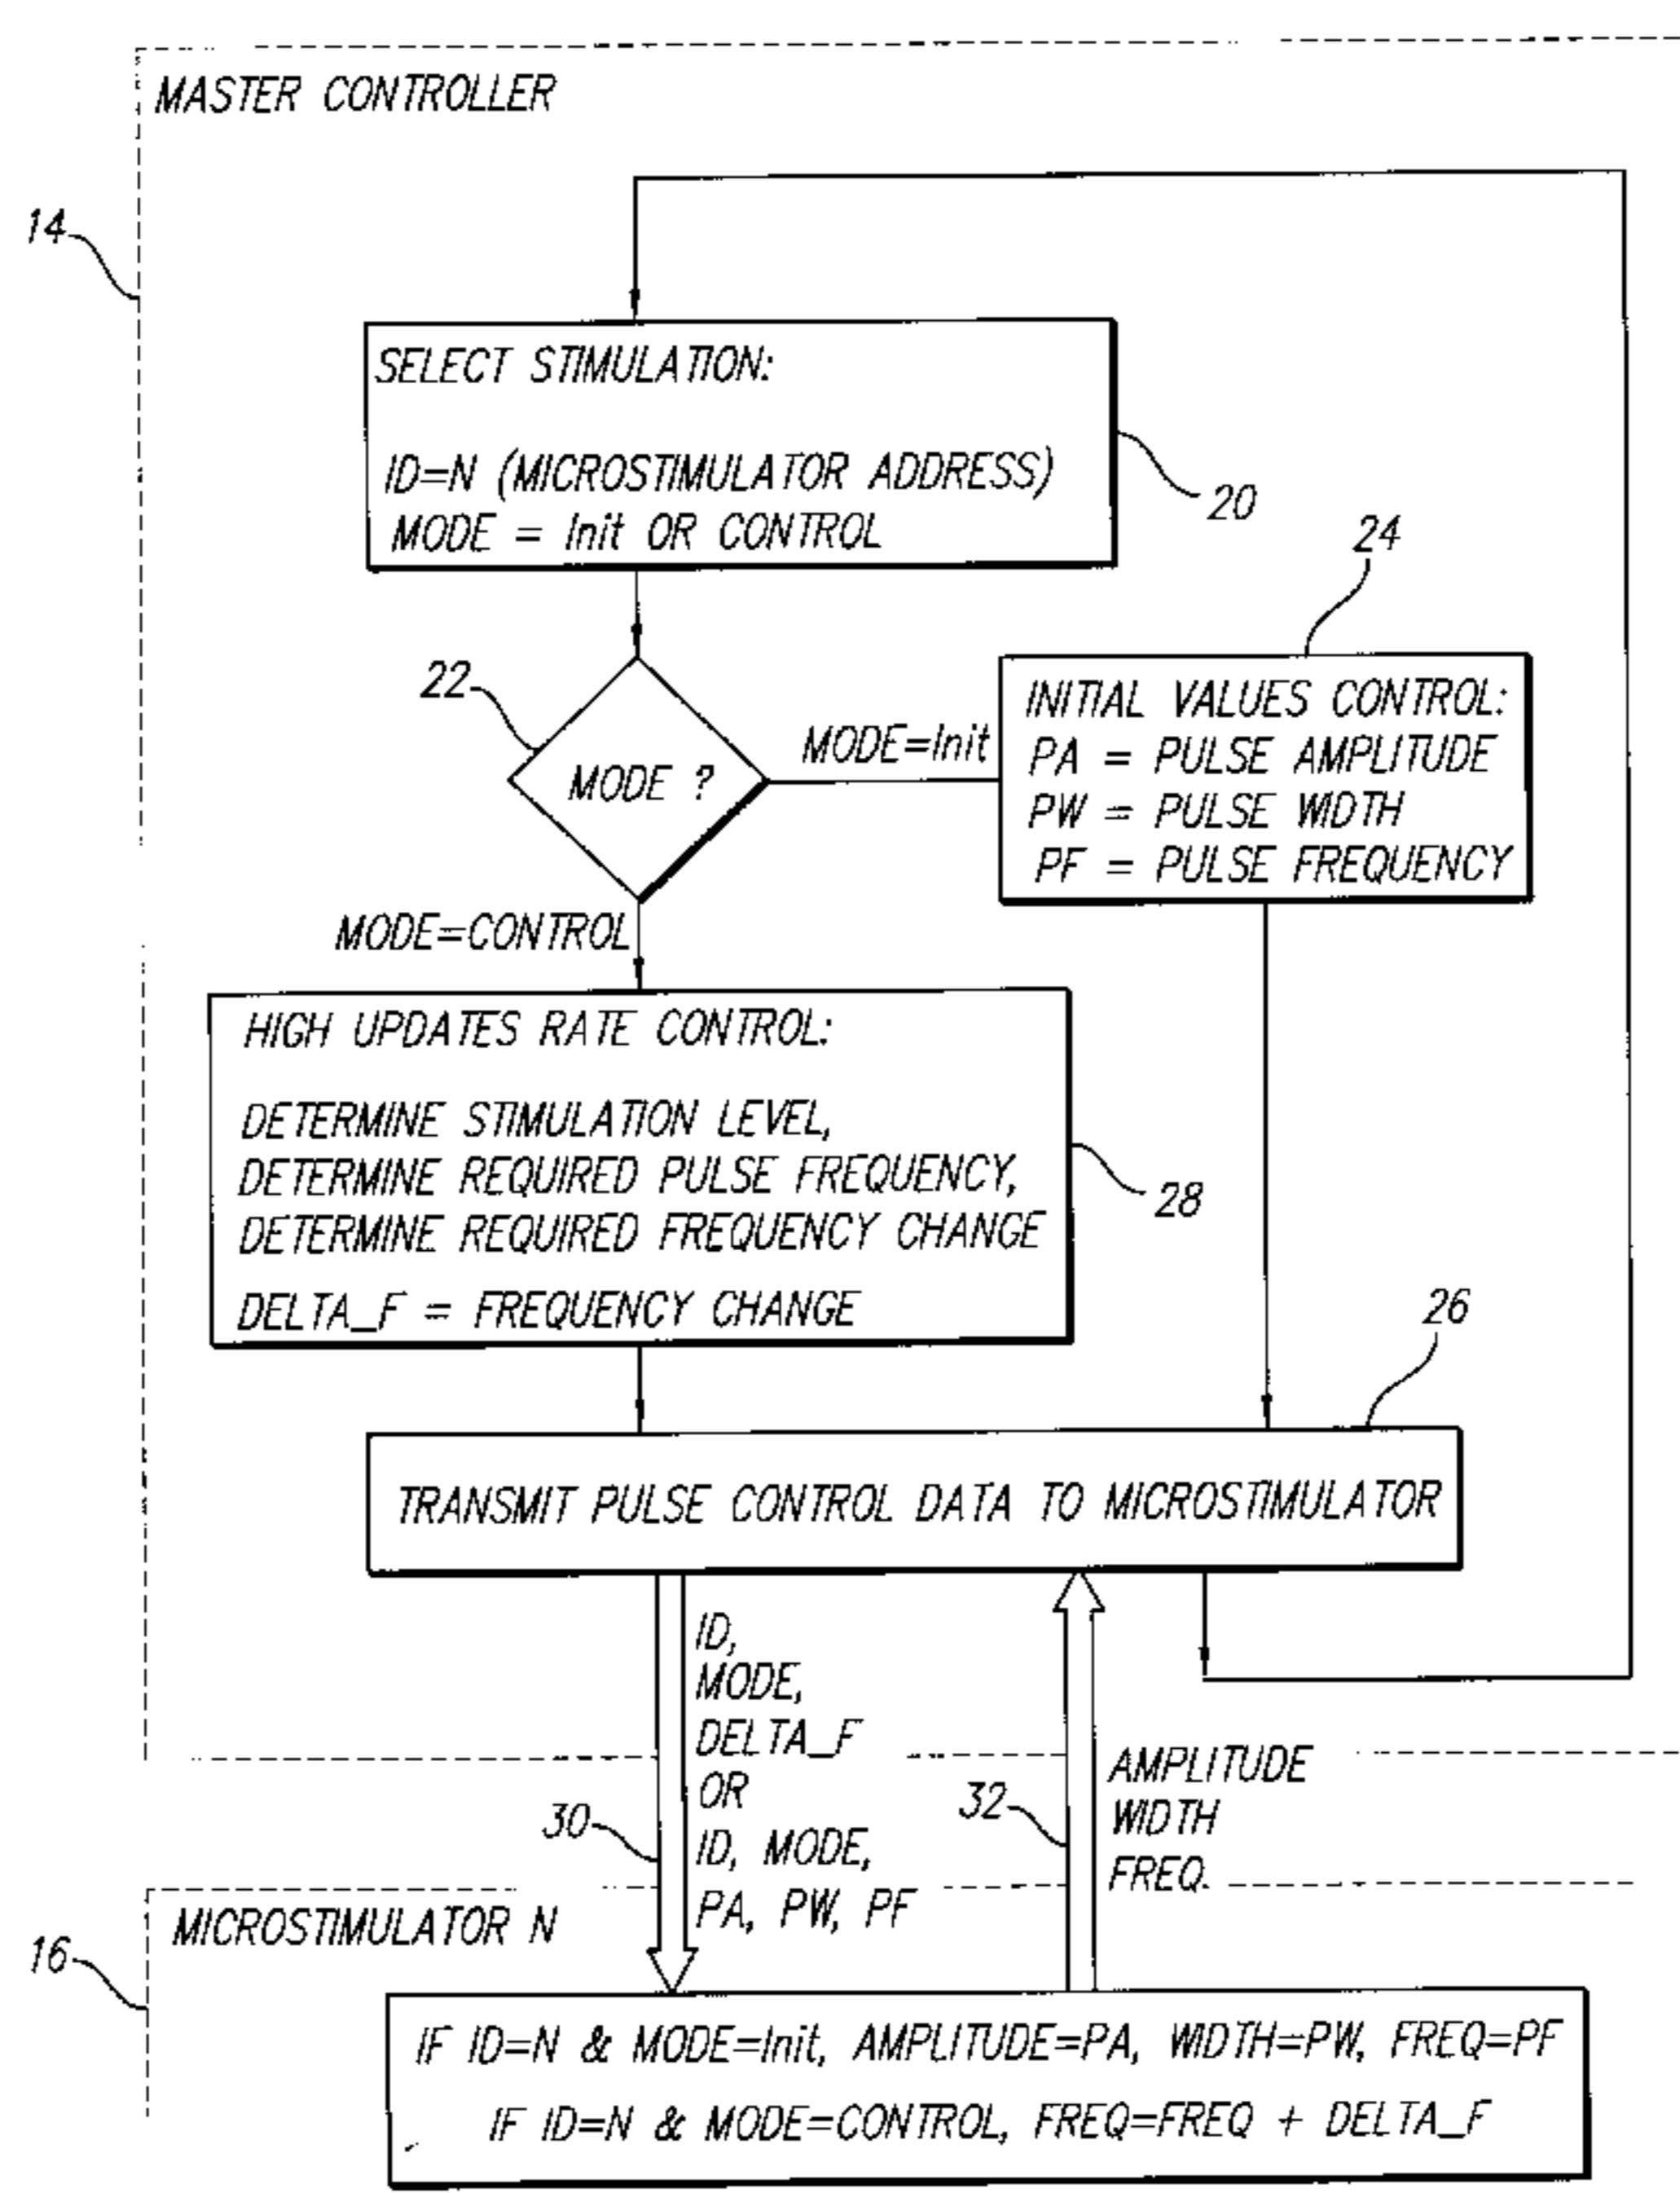 MASTER CONTROLLER
14
SELECT STIMULATION:
ID=N (MICROSTIMULATOR ADDRESS)
MODE = Init OR CONTROL
20
22
MODE ?
MODE=Init
24
INITIAL VALUES CONTROL:
PA = PULSE AMPLITUDE
PW = PULSE WIDTH
PF = PULSE FREQUENCY
MODE=CONTROL
HIGH UPDATES RATE CONTROL:
DETERMINE STIMULATION LEVEL,
DETERMINE REQUIRED PULSE FREQUENCY,
DETERMINE REQUIRED FREQUENCY CHANGE
DELTA_F = FREQUENCY CHANGE
28
26
TRANSMIT PULSE CONTROL DATA TO MICROSTIMULATOR
ID,
MODE,
DELTA_F
OR
ID, MODE,
PA, PW, PF
30
32
AMPLITUDE
WIDTH
FREQ.
MICROSTIMULATOR N
16
IF ID=N & MODE=Init, AMPLITUDE=PA, WIDTH=PW, FREQ=PF
IF ID=N & MODE=CONTROL, FREQ=FREQ + DELTA_F